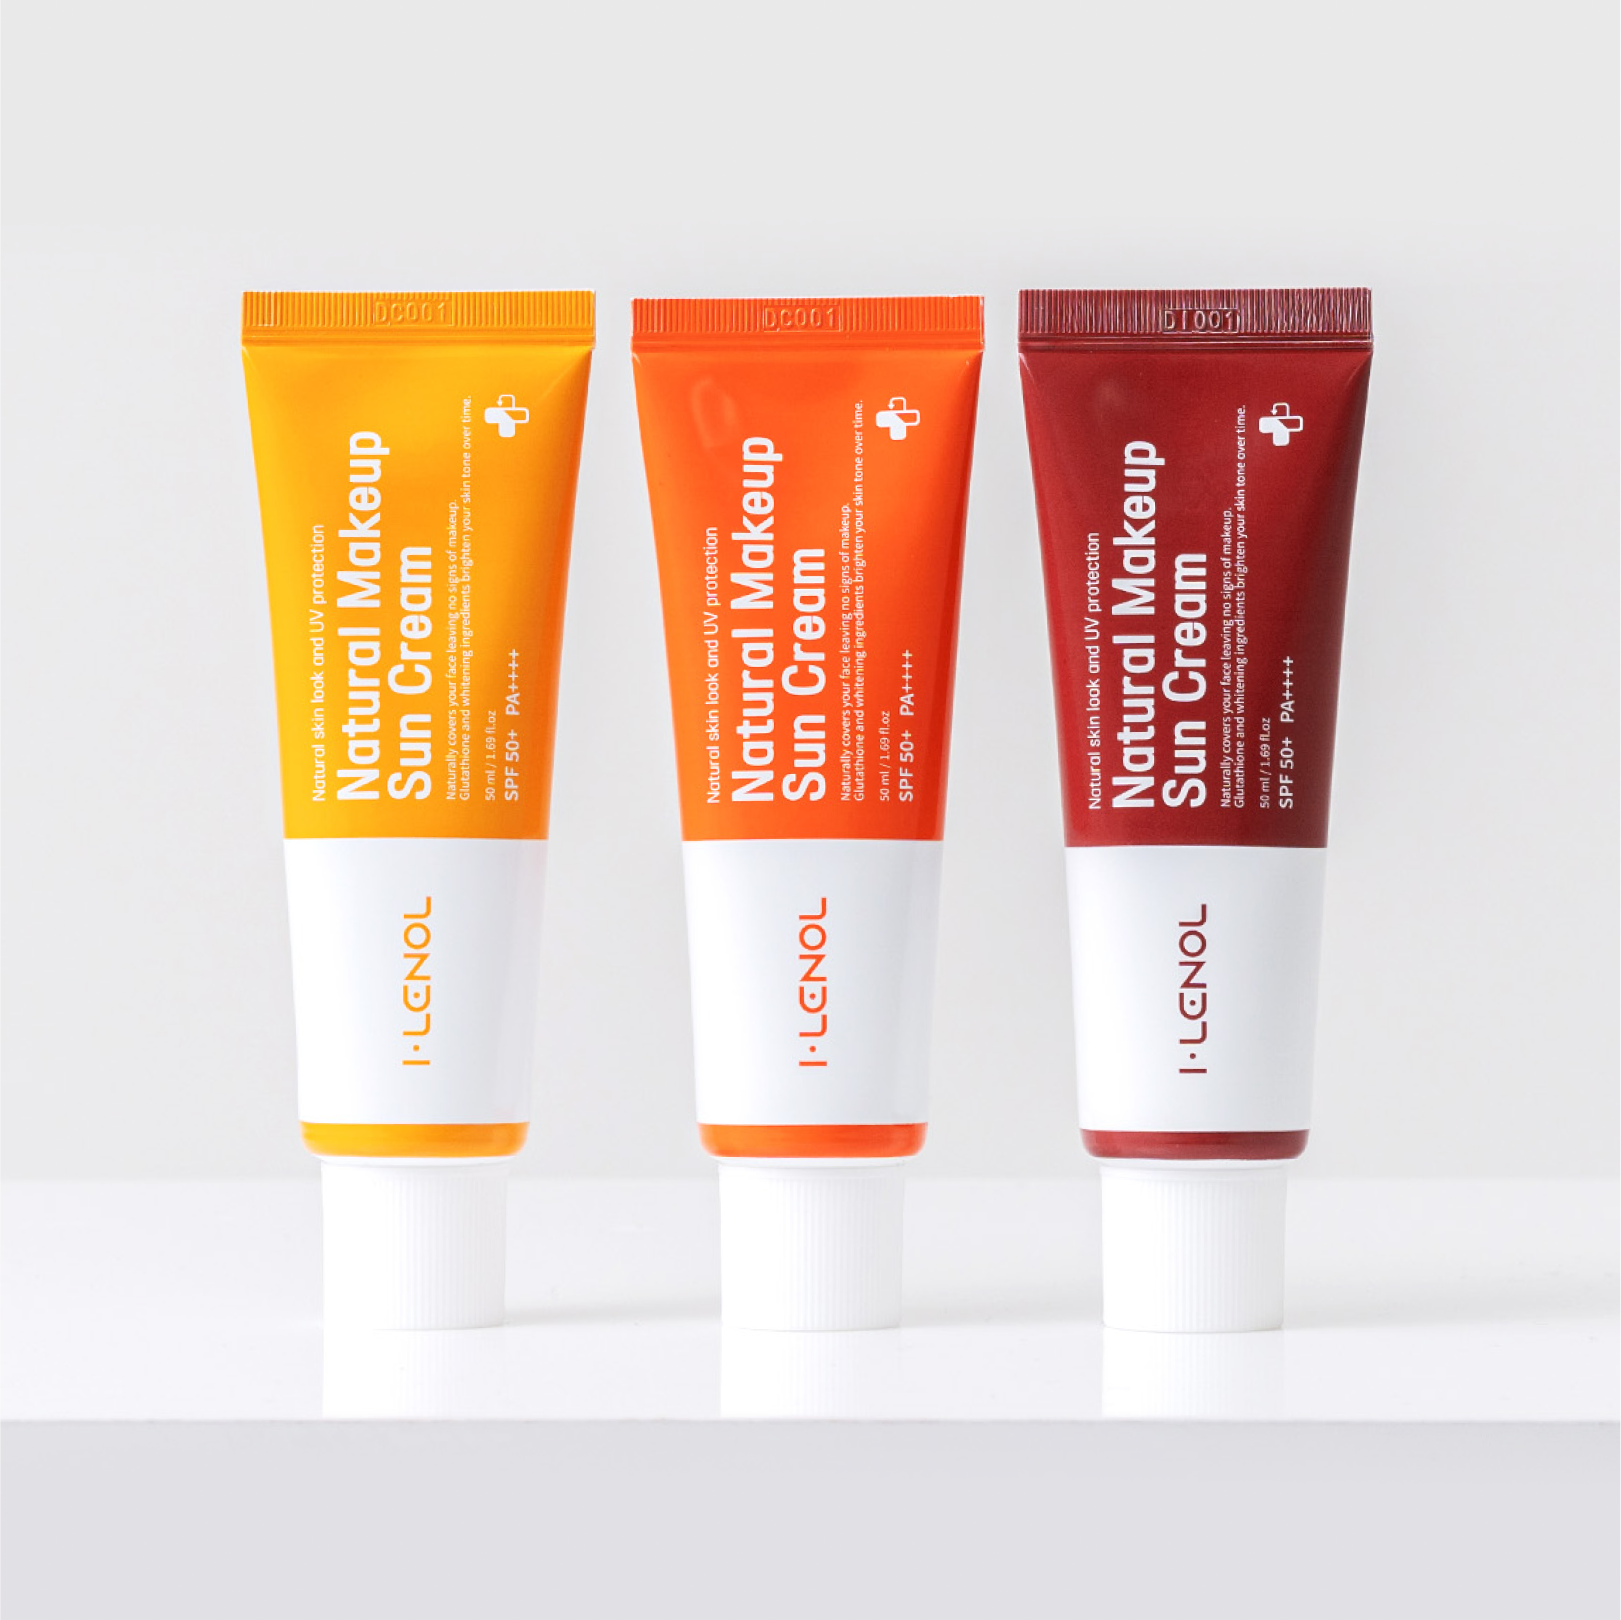 DC001
Natural skin look and UV protection
Natural Makeup
Sun Cream
Naturally covers your face leaving no signs of makeup.
Glutathione and whitening ingredients brighten your skin tone over time.
50 ml / 1.69 fl.oz
SPF 50+ PA++++
I·LENOL
DC001
Natural skin look and UV protection
Natural Makeup
Sun Cream
Naturally covers your face leaving no signs of makeup.
Glutathione and whitening ingredients brighten your skin tone over time.
50 ml / 1.69 fl.oz
SPF 50+ PA++++
I·LENOL
DI001
Natural skin look and UV protection
Natural Makeup
Sun Cream
Naturally covers your face leaving no signs of makeup.
Glutathione and whitening ingredients brighten your skin tone over time.
50 ml / 1.69 fl.oz
SPF 50+ PA++++
I·LENOL